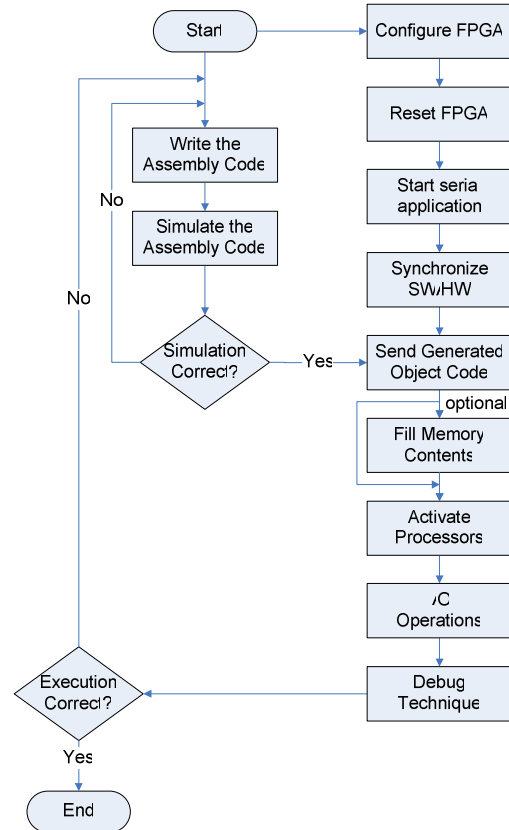 Start
Configure FPGA
Reset FPGA
Write the
Assembly Code
No
Start seria
application
Simulate the
Assembly Code
Synchronize
SW/HW
No
Simulation
Correct?
Yes
Send Generated
Object Code
optional
Fill Memory
Contents
Activate
Processors
/O
Operations
Execution
Correct?
Debug
Technique
Yes
End